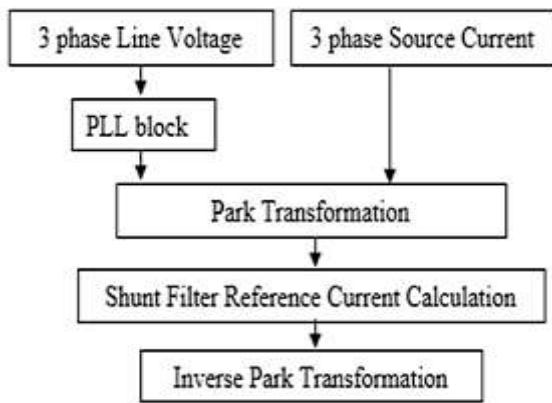 3 phase Line Voltage
3 phase Source Current
PLL block
Park Transformation
Shunt Filter Reference Current Calculation
Inverse Park Transformation